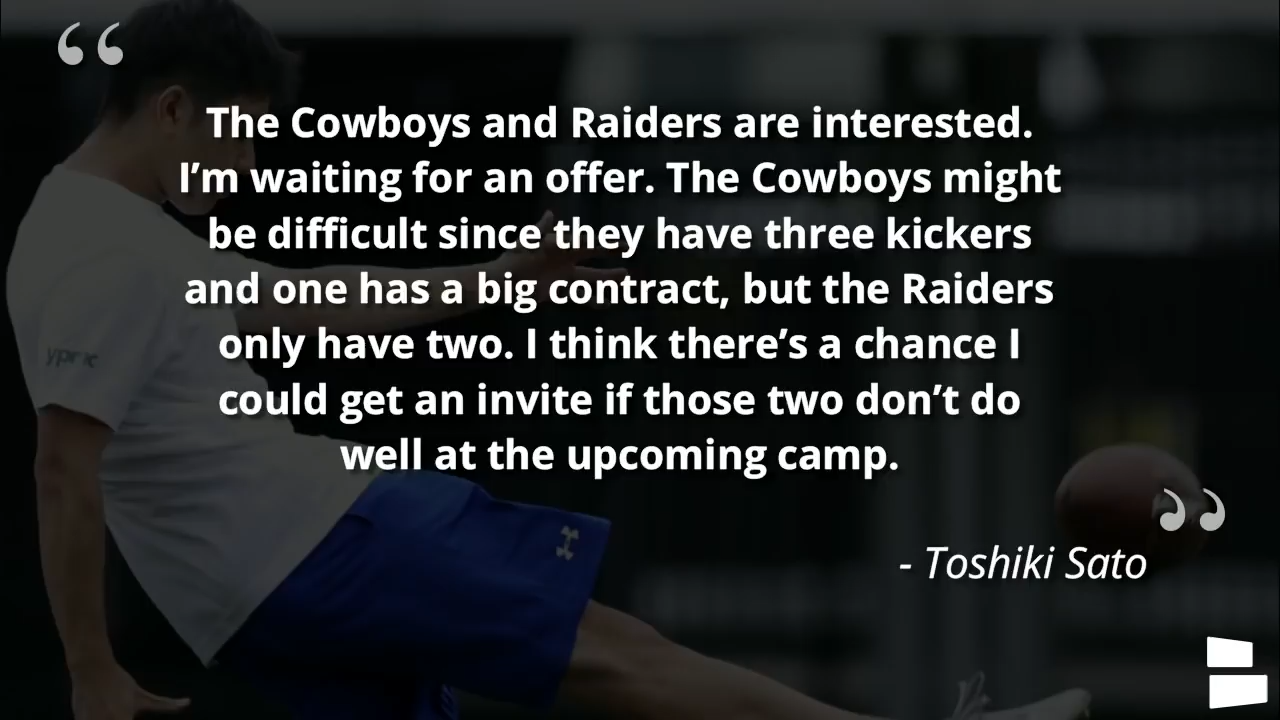 “
The Cowboys and Raiders are interested.
I’m waiting for an offer. The Cowboys might
be difficult since they have three kickers
and one has a big contract, but the Raiders
only have two. I think there’s a chance I
could get an invite if those two don’t do
well at the upcoming camp.
”
- Toshiki Sato